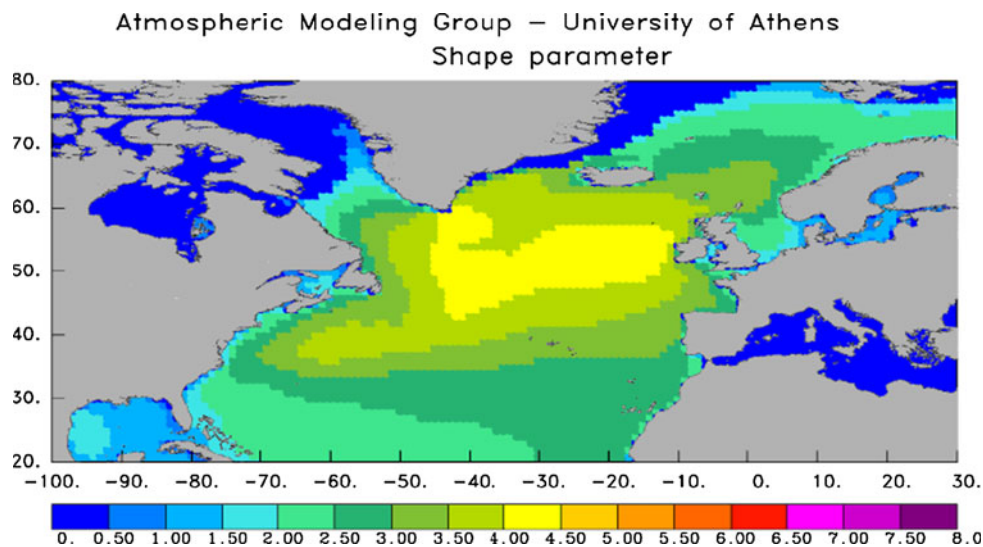 Atmospheric Modeling Group – University of Athens
Shape parameter
80.
70.
60.
50.
40.
30.
20.
-100. -90. -80. -70. -60. -50. -40. -30. -20. -10. 0. 10. 20. 30.
0. 0.50 1.00 1.50 2.00 2.50 3.00 3.50 4.00 4.50 5.00 5.50 6.00 6.50 7.00 7.50 8.0